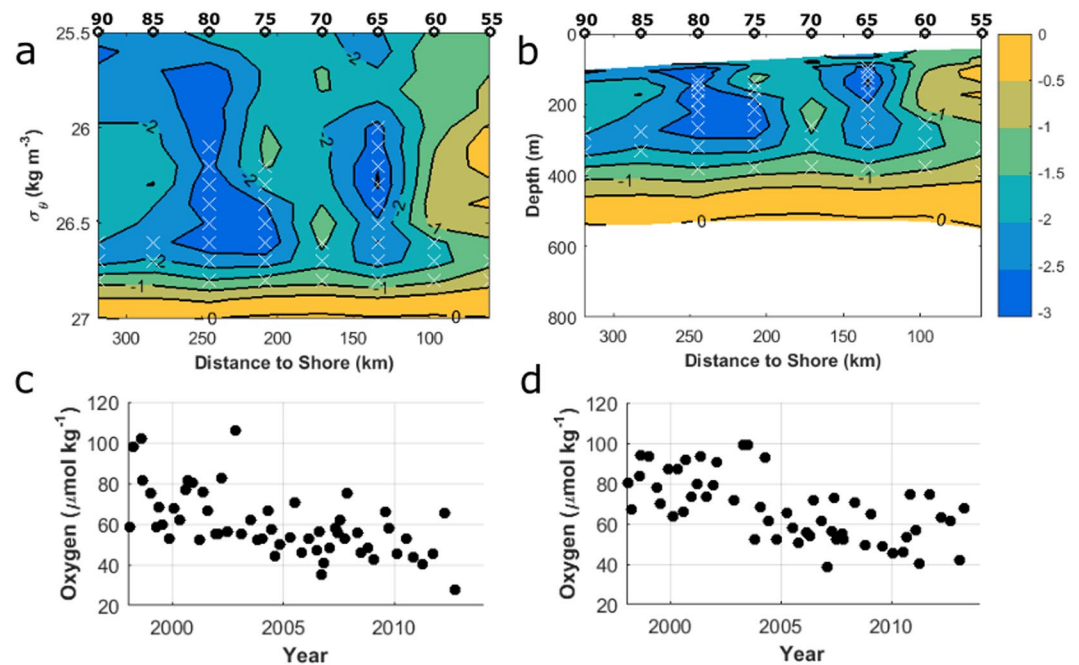 a
90 85 80 75 70 65 60 55
25.5
26
26.5
27
σθ (kg m⁻³)
-2
-2
-2
-2
-2
-2
-1
-1
-1
0
0
300 250 200 150 100
Distance to Shore (km)
b
90 85 80 75 70 65 60 55
0
200
400
600
800
Depth (m)
-1
-1
-1
0
0
300 250 200 150 100
Distance to Shore (km)
0
-0.5
-1
-1.5
-2
-2.5
-3
c
120
100
80
60
40
20
Oxygen (μmol kg⁻¹)
2000 2005 2010
Year
d
120
100
80
60
40
20
Oxygen (μmol kg⁻¹)
2000 2005 2010
Year